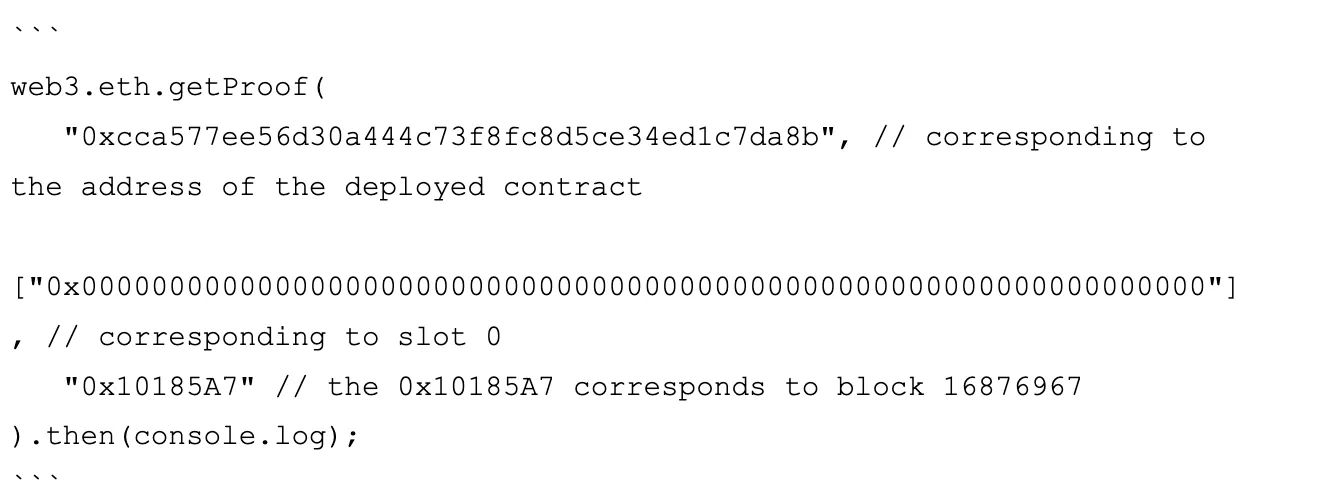 ```
web3.eth.getProof(
   "0xcca577ee56d30a444c73f8fc8d5ce34ed1c7da8b", // corresponding to
the address of the deployed contract
["0x0000000000000000000000000000000000000000000000000000000000000000"]
, // corresponding to slot 0
   "0x10185A7" // the 0x10185A7 corresponds to block 16876967
).then(console.log);
```